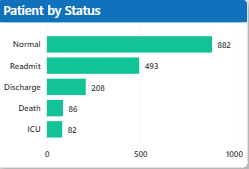 Patient by Status
Normal 882
Readmit 493
Discharge 208
Death 86
ICU 82
0 500 1000